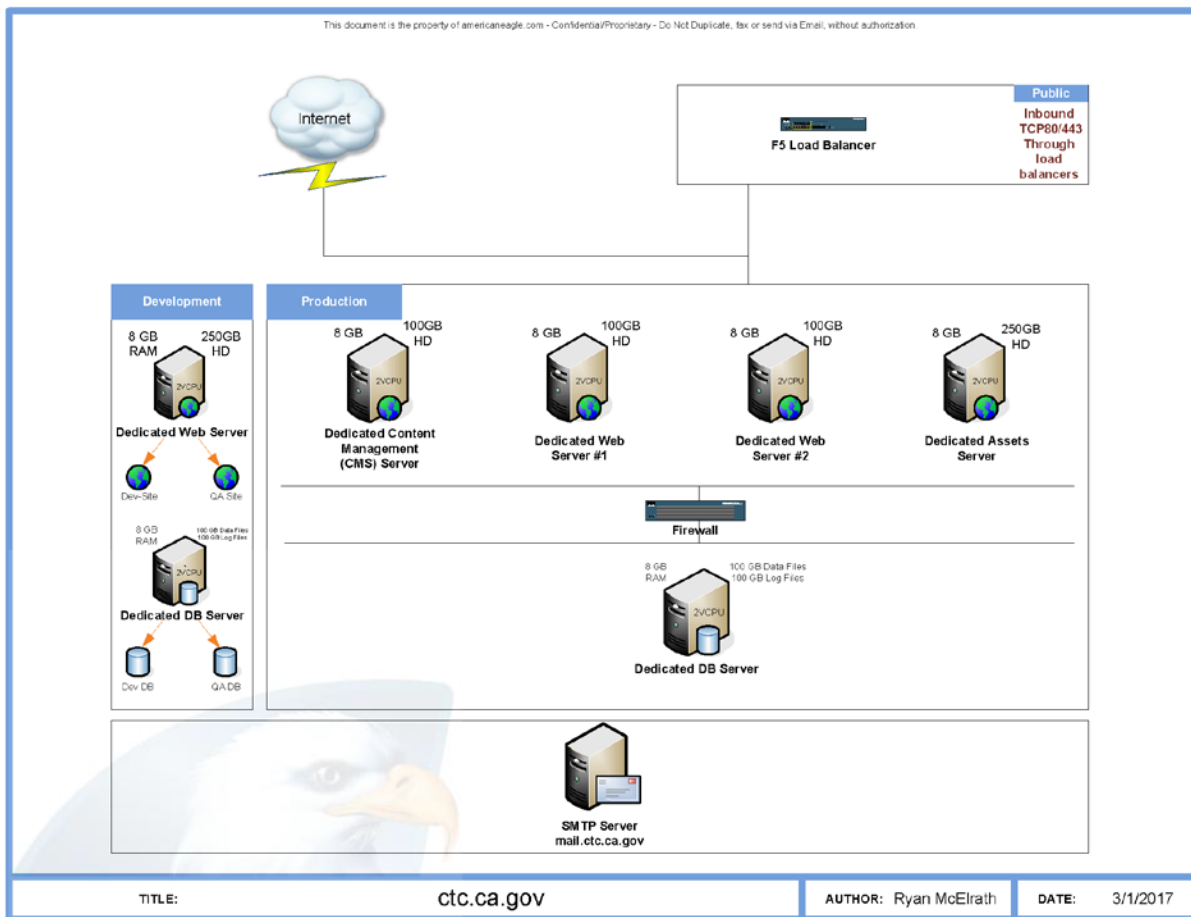 This document is the property of americaneagle.com - Confidential/Proprietary - Do Not Duplicate, fax or send via Email, without authorization.
Internet
Public
Inbound
TCP80/443
Through
load
balancers
F5 Load Balancer
Development
8 GB
RAM
250GB
HD
2VCPU
Dedicated Web Server
Dev-Site
QA Site
8 GB
RAM
100 GB Data Files
100 GB Log Files
2VCPU
Dedicated DB Server
Dev DB
QA DB
Production
8 GB
100GB
HD
2VCPU
Dedicated Content
Management
(CMS) Server
8 GB
100GB
HD
2VCPU
Dedicated Web
Server #1
8 GB
100GB
HD
2VCPU
Dedicated Web
Server #2
8 GB
250GB
HD
2VCPU
Dedicated Assets
Server
Firewall
8 GB
RAM
100 GB Data Files
100 GB Log Files
2VCPU
Dedicated DB Server
SMTP Server
mail.ctc.ca.gov
TITLE:
ctc.ca.gov
AUTHOR: Ryan McElrath
DATE: 3/1/2017